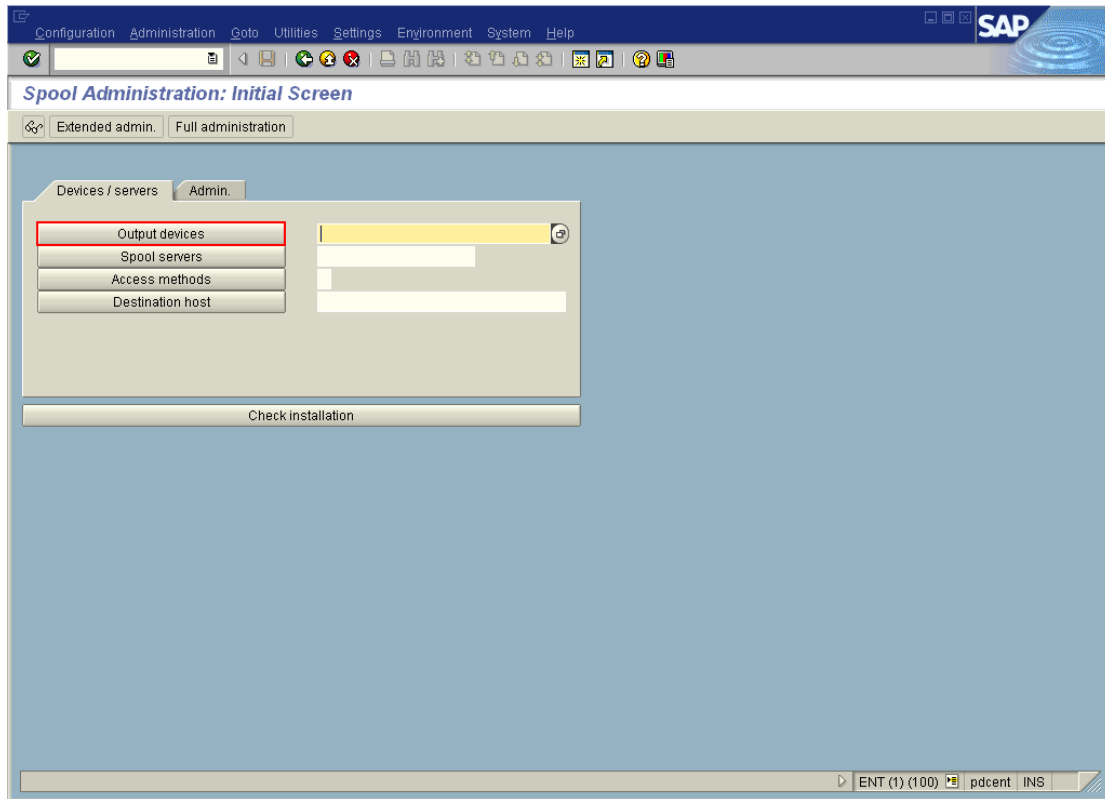 Configuration Administration Goto Utilities Settings Environment System Help
SAP
Spool Administration: Initial Screen
Extended admin. Full administration
Devices / servers Admin.
Output devices
Spool servers
Access methods
Destination host
Check installation
ENT (1) (100) pdcent INS